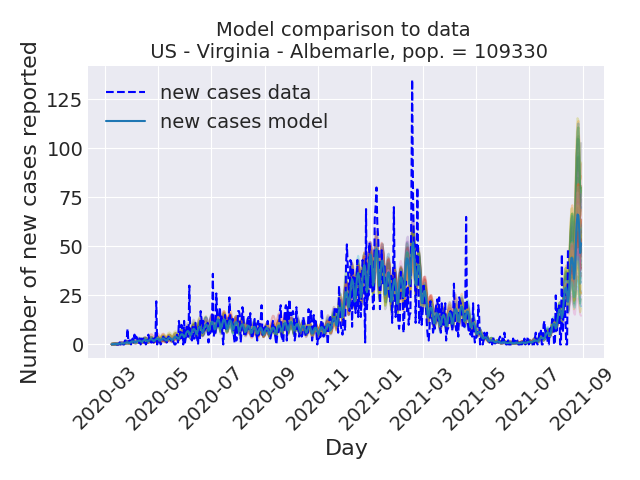 Model comparison to data
US - Virginia - Albemarle, pop. = 109330
Number of new cases reported
125
100
75
50
25
0
new cases data
new cases model
2020-03
2020-05
2020-07
2020-09
2020-11
2021-01
2021-03
2021-05
2021-07
2021-09
Day